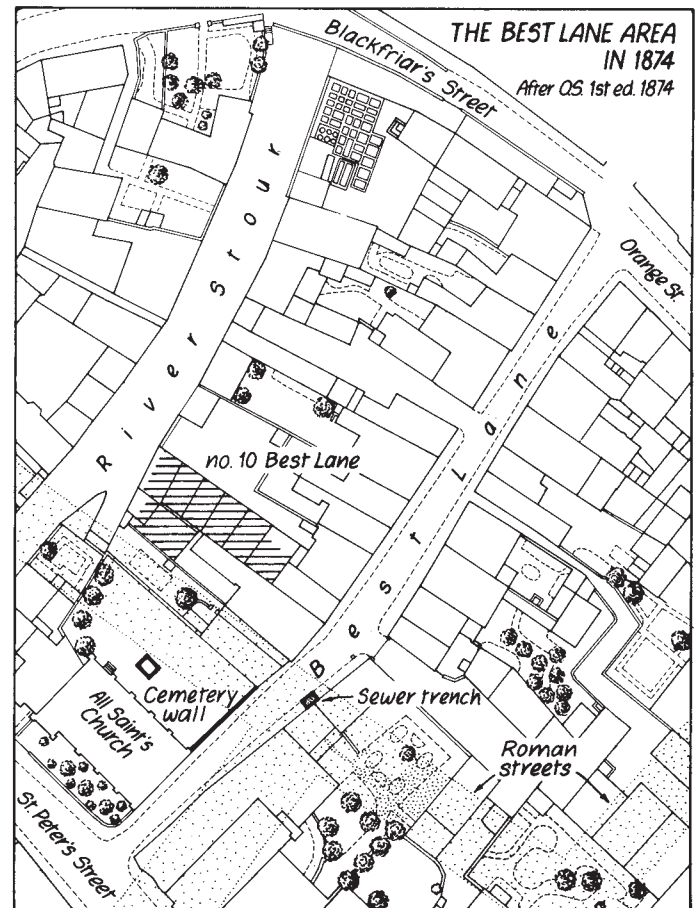 THE BEST LANE AREA
IN 1874
After O.S. 1st ed. 1874
Blackfriar's Street
Orange St.
River Stour
Best Lane
no. 10 Best Lane
Cemetery
wall
Sewer trench
All Saint's
Church
Roman
streets
St Peter's Street